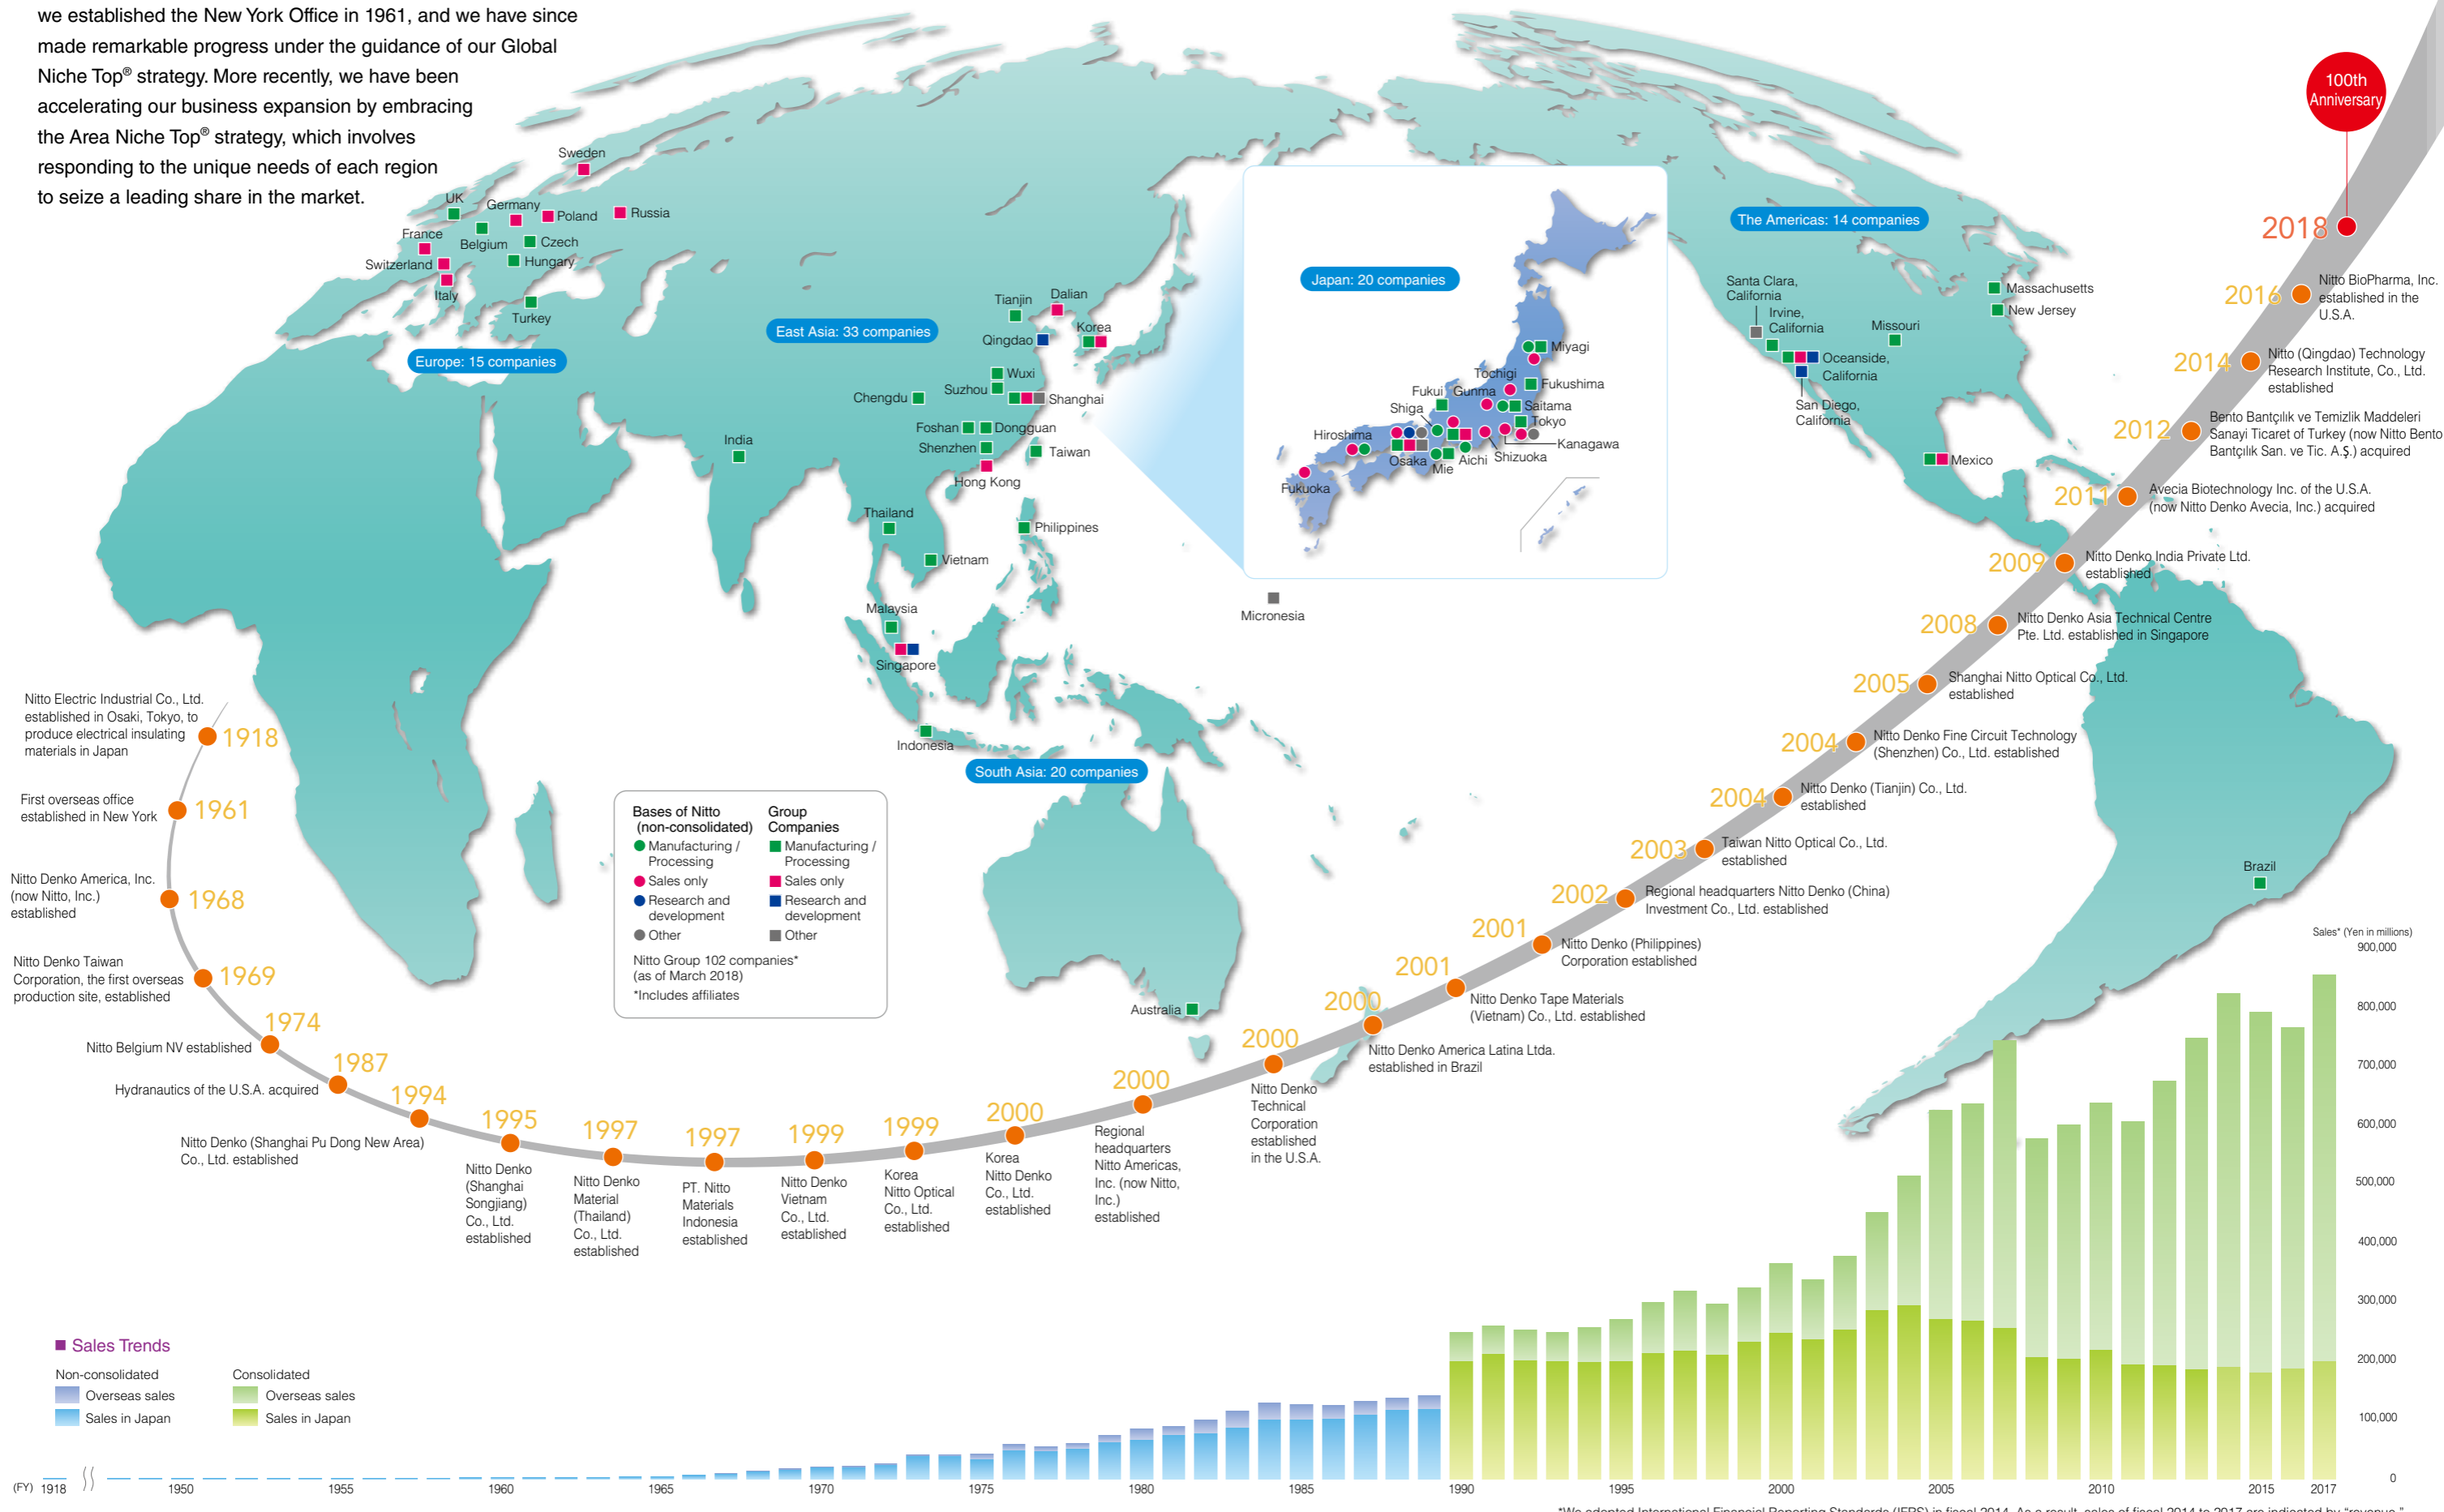 we established the New York Office in 1961, and we have since
made remarkable progress under the guidance of our Global
Niche Top® strategy. More recently, we have been
accelerating our business expansion by embracing
the Area Niche Top® strategy, which involves
responding to the unique needs of each region
to seize a leading share in the market.
Sweden
UK
Germany
Poland
Russia
France
Belgium
Czech
Switzerland
Hungary
Italy
Turkey
Europe: 15 companies
East Asia: 33 companies
Tianjin
Dalian
Qingdao
Korea
Wuxi
Suzhou
Chengdu
Shanghai
Foshan
Dongguan
Shenzhen
Taiwan
Hong Kong
India
Thailand
Philippines
Vietnam
Malaysia
Singapore
Indonesia
Micronesia
South Asia: 20 companies
Australia
Japan: 20 companies
Miyagi
Tochigi
Fukushima
Fukui
Gunma
Saitama
Shiga
Tokyo
Hiroshima
Kanagawa
Osaka
Mie
Aichi
Shizuoka
Fukuoka
The Americas: 14 companies
Santa Clara,
California
Irvine,
California
Massachusetts
New Jersey
Missouri
Oceanside,
California
San Diego,
California
Mexico
Brazil
Bases of Nitto
(non-consolidated)
Manufacturing /
Processing
Sales only
Research and
development
Other
Group
Companies
Manufacturing /
Processing
Sales only
Research and
development
Other
Nitto Group 102 companies*
(as of March 2018)
*Includes affiliates
Nitto Electric Industrial Co., Ltd.
established in Osaki, Tokyo, to
produce electrical insulating
materials in Japan
1918
First overseas office
established in New York
1961
Nitto Denko America, Inc.
(now Nitto, Inc.)
established
1968
Nitto Denko Taiwan
Corporation, the first overseas
production site, established
1969
1974
Nitto Belgium NV established
1987
Hydranautics of the U.S.A. acquired
1994
Nitto Denko (Shanghai Pu Dong New Area)
Co., Ltd. established
1995
Nitto Denko
(Shanghai
Songjiang)
Co., Ltd.
established
1997
Nitto Denko
Material
(Thailand)
Co., Ltd.
established
1997
PT. Nitto
Materials
Indonesia
established
1999
Nitto Denko
Vietnam
Co., Ltd.
established
1999
Korea
Nitto Optical
Co., Ltd.
established
2000
Korea
Nitto Denko
Co., Ltd.
established
2000
Regional
headquarters
Nitto Americas,
Inc. (now Nitto,
Inc.)
established
2000
Nitto Denko
Technical
Corporation
established
in the U.S.A.
2000
Nitto Denko America Latina Ltda.
established in Brazil
2001
Nitto Denko Tape Materials
(Vietnam) Co., Ltd. established
2001
Nitto Denko (Philippines)
Corporation established
2002
Regional headquarters Nitto Denko (China)
Investment Co., Ltd. established
2003
Taiwan Nitto Optical Co., Ltd.
established
2004
Nitto Denko (Tianjin) Co., Ltd.
established
2004
Nitto Denko Fine Circuit Technology
(Shenzhen) Co., Ltd. established
2005
Shanghai Nitto Optical Co., Ltd.
established
2008
Nitto Denko Asia Technical Centre
Pte. Ltd. established in Singapore
2009
Nitto Denko India Private Ltd.
established
2011
Avecia Biotechnology Inc. of the U.S.A.
(now Nitto Denko Avecia, Inc.) acquired
2012
Bento Bantçılık ve Temizlik Maddeleri
Sanayi Ticaret of Turkey (now Nitto Bento
Bantçılık San. ve Tic. A.Ş.) acquired
2014
Nitto (Qingdao) Technology
Research Institute, Co., Ltd.
established
2016
Nitto BioPharma, Inc.
established in the
U.S.A.
2018
100th
Anniversary
Sales* (Yen in millions)
900,000
800,000
700,000
600,000
500,000
400,000
300,000
200,000
100,000
0
Sales Trends
Non-consolidated
Overseas sales
Sales in Japan
Consolidated
Overseas sales
Sales in Japan
(FY) 1918 1950 1955 1960 1965 1970 1975 1980 1985 1990 1995 2000 2005 2010 2015 2017
*We adopted International Financial Reporting Standards (IFRS) in fiscal 2014. As a result, sales of fiscal 2014 to 2017 are indicated by "revenue."